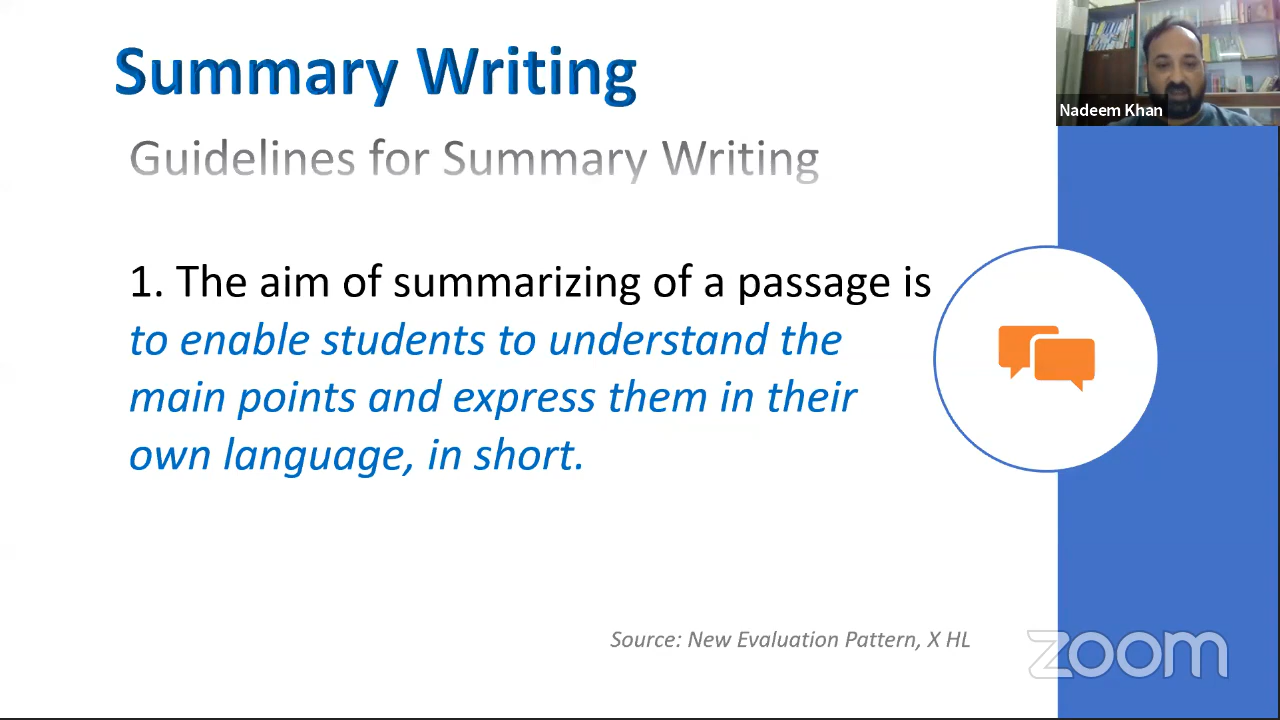 Summary Writing
Nadeem Khan
Guidelines for Summary Writing
1. The aim of summarizing of a passage is
to enable students to understand the
main points and express them in their
own language, in short.
Source: New Evaluation Pattern, X HL
zoom